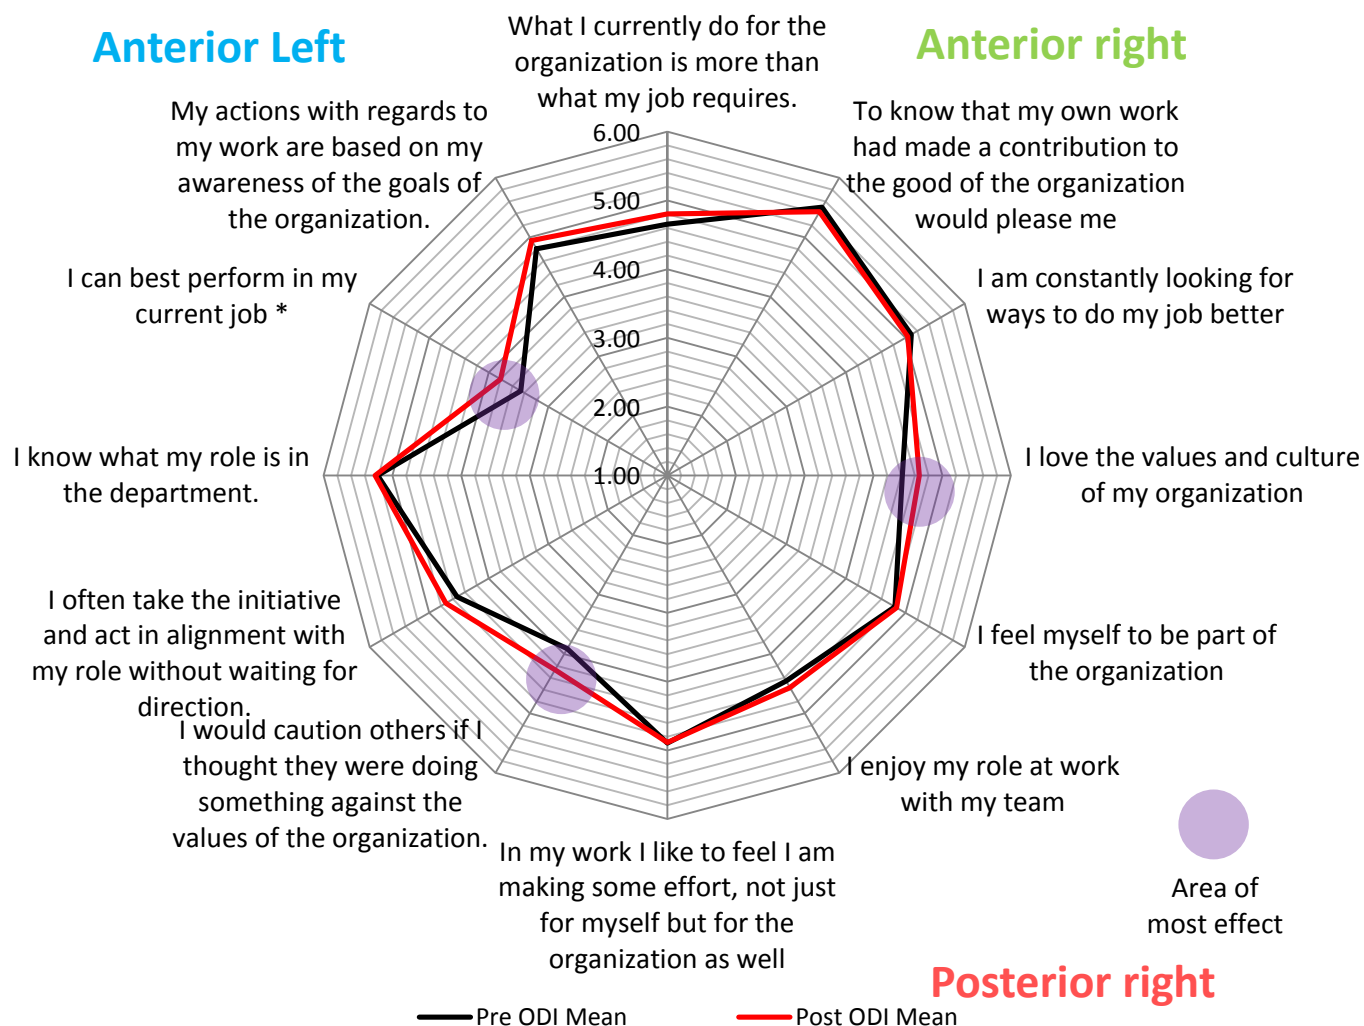 Anterior Left
What I currently do for the
organization is more than
what my job requires.
Anterior right
My actions with regards to
my work are based on my
awareness of the goals of
the organization.
To know that my own work
had made a contribution to
the good of the organization
would please me
I can best perform in my
current job *
I am constantly looking for
ways to do my job better
6.00
5.00
4.00
3.00
2.00
1.00
I know what my role is in
the department.
I love the values and culture
of my organization
I often take the initiative
and act in alignment with
my role without waiting for
direction.
I feel myself to be part of
the organization
I would caution others if I
thought they were doing
something against the
values of the organization.
I enjoy my role at work
with my team
In my work I like to feel I am
making some effort, not just
for myself but for the
organization as well
Area of
most effect
Posterior right
Pre ODI Mean
Post ODI Mean